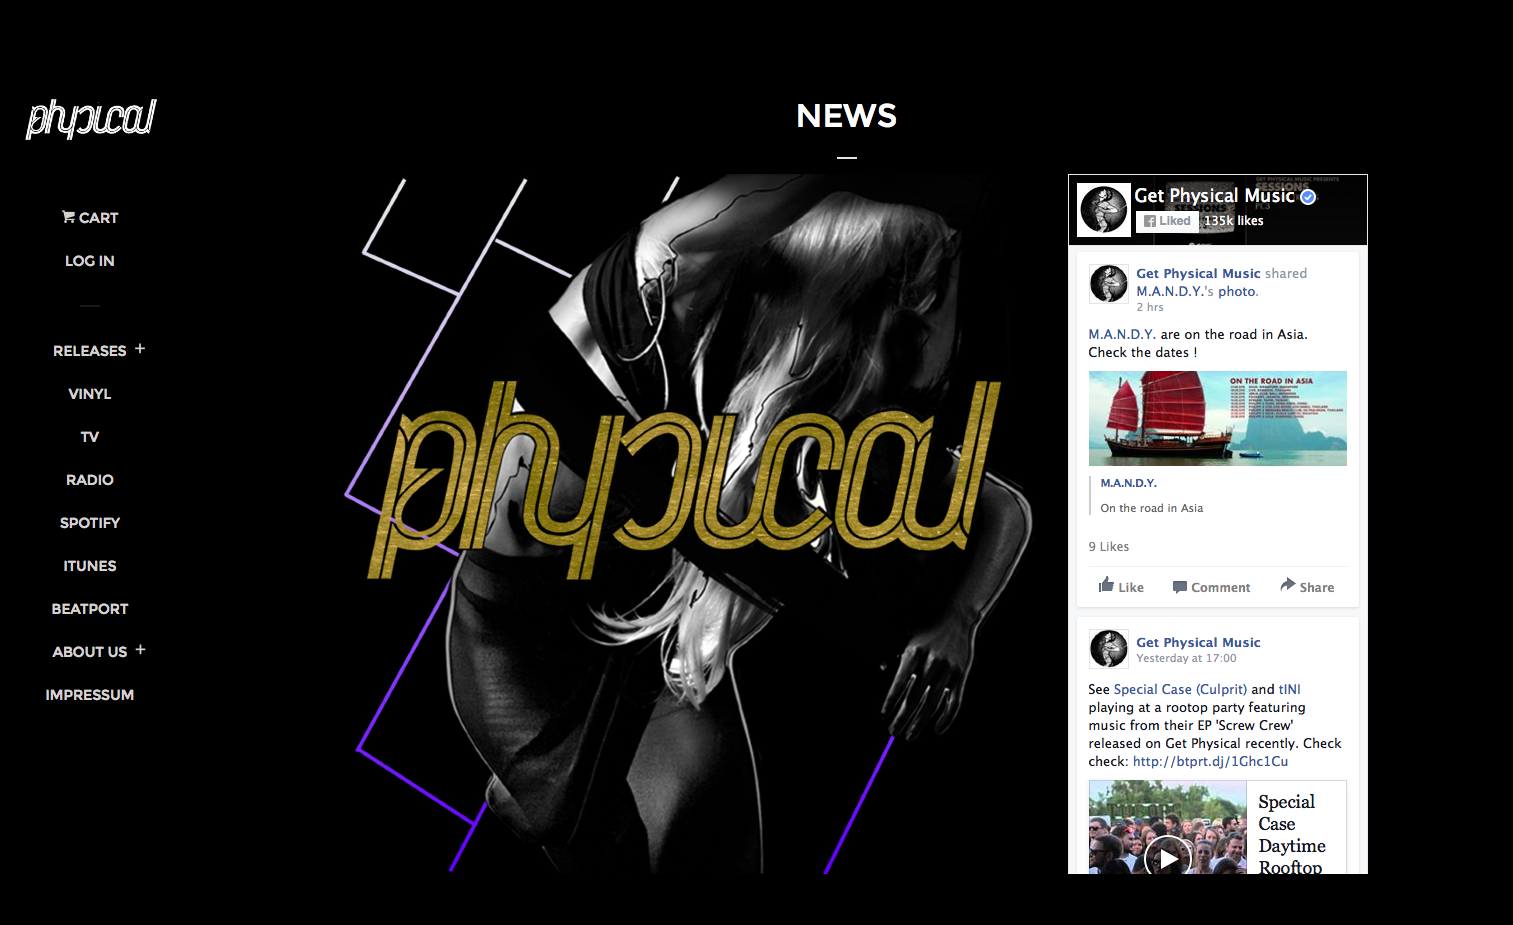 physical
CART
LOG IN
RELEASES +
VINYL
TV
RADIO
SPOTIFY
ITUNES
BEATPORT
ABOUT US +
IMPRESSUM
NEWS
physical
Get Physical Music
Liked 135k likes
Get Physical Music shared
M.A.N.D.Y.'s photo.
2 hrs
M.A.N.D.Y. are on the road in Asia.
Check the dates !
ON THE ROAD IN ASIA
M.A.N.D.Y.
On the road in Asia
9 Likes
Like Comment Share
Get Physical Music
Yesterday at 17:00
See Special Case (Culprit) and tINI
playing at a rootop party featuring
music from their EP 'Screw Crew'
released on Get Physical recently. Check
check: http://btprt.dj/1Ghc1Cu
Special
Case
Daytime
Rooftop